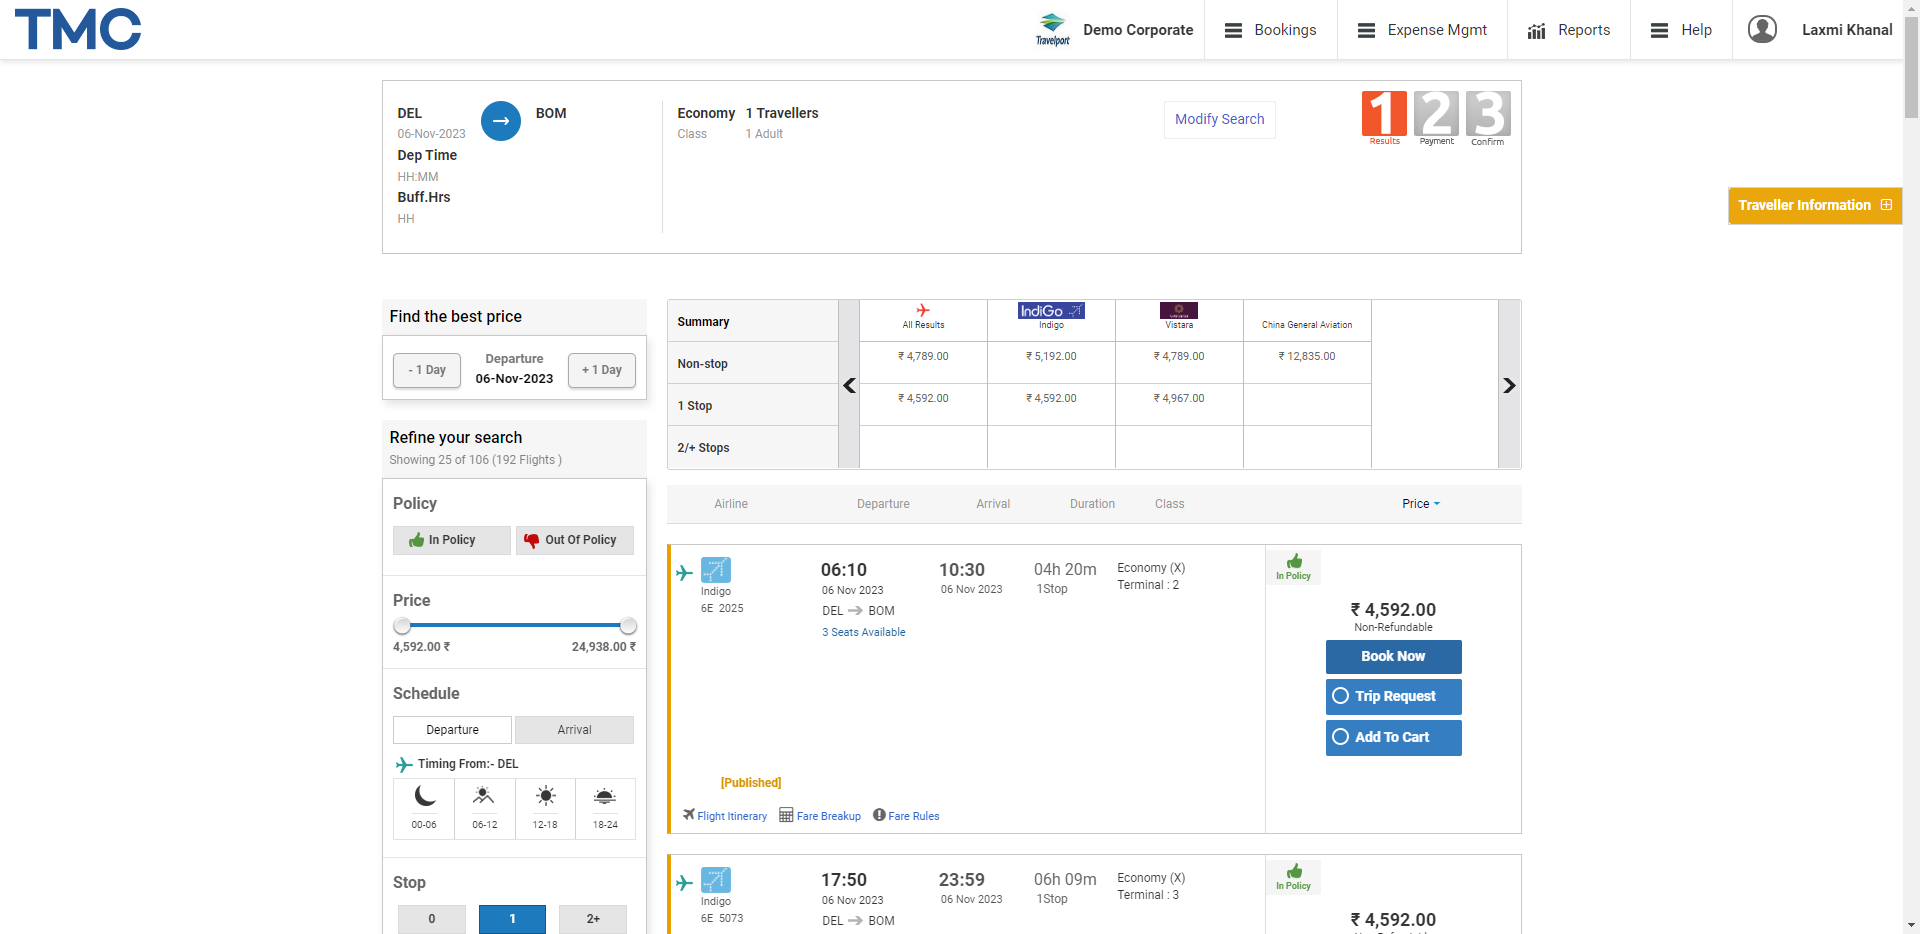 TMC
Travelport
Demo Corporate
Bookings
Expense Mgmt
Reports
Help
Laxmi Khanal
DEL
BOM
06-Nov-2023
Dep Time
HH:MM
Buff.Hrs
HH
Economy 1 Travellers
Class 1 Adult
Modify Search
1 2 3
Results Payment Confirm
Traveller Information
Find the best price
- 1 Day
Departure
06-Nov-2023
+ 1 Day
Refine your search
Showing 25 of 106 (192 Flights )
Policy
In Policy Out Of Policy
Price
4,592.00 ₹ 24,938.00 ₹
Schedule
Departure Arrival
Timing From:- DEL
00-06 06-12 12-18 18-24
Stop
0 1 2+
Summary
All Results
IndiGo
Indigo
Vistara
China General Aviation
Non-stop
₹ 4,789.00 ₹ 5,192.00 ₹ 4,789.00 ₹ 12,835.00
1 Stop
₹ 4,592.00 ₹ 4,592.00 ₹ 4,967.00
2/+ Stops
Airline Departure Arrival Duration Class Price
Indigo
6E 2025
06:10
06 Nov 2023
DEL BOM
3 Seats Available
10:30
06 Nov 2023
04h 20m
1Stop
Economy (X)
Terminal : 2
In Policy
₹ 4,592.00
Non-Refundable
Book Now
Trip Request
Add To Cart
[Published]
Flight Itinerary Fare Breakup Fare Rules
Indigo
6E 5073
17:50
06 Nov 2023
DEL BOM
23:59
06 Nov 2023
06h 09m
1Stop
Economy (X)
Terminal : 3
In Policy
₹ 4,592.00